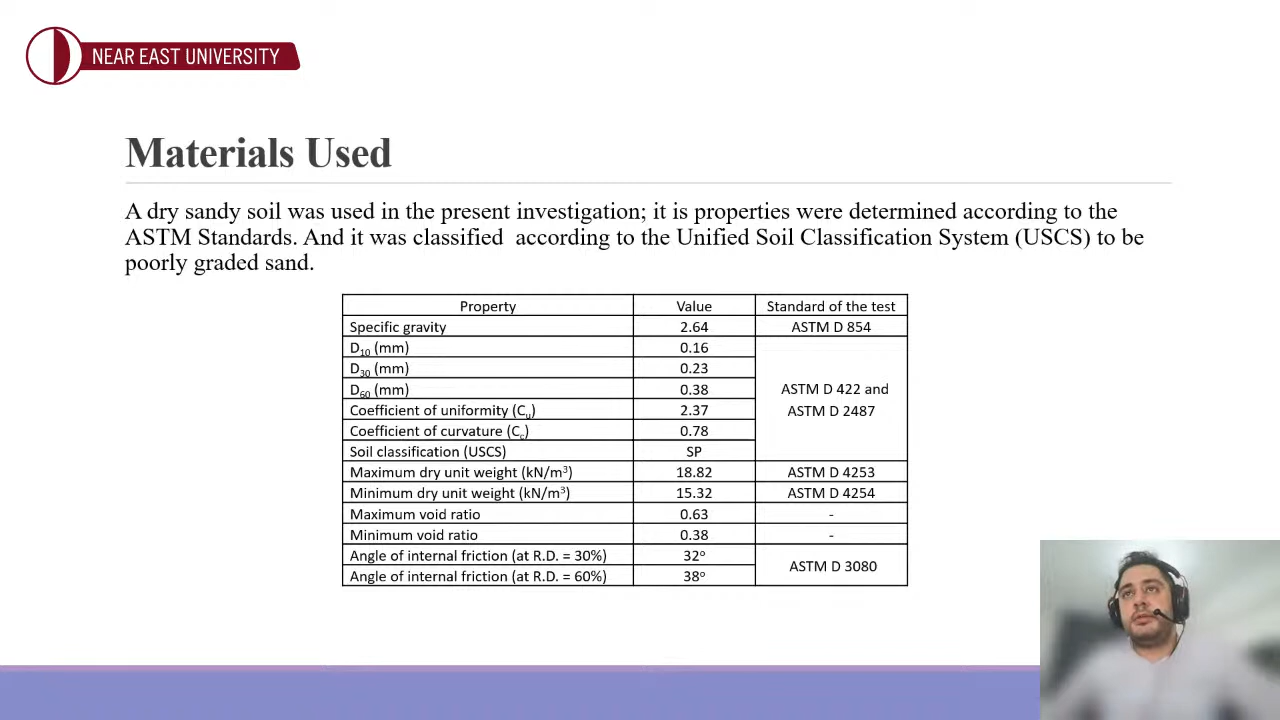 NEAR EAST UNIVERSITY
Materials Used
A dry sandy soil was used in the present investigation; it is properties were determined according to the
ASTM Standards. And it was classified according to the Unified Soil Classification System (USCS) to be
poorly graded sand.
Property Value Standard of the test
Specific gravity 2.64 ASTM D 854
D10 (mm) 0.16
D30 (mm) 0.23
D60 (mm) 0.38 ASTM D 422 and
Coefficient of uniformity (Cu) 2.37 ASTM D 2487
Coefficient of curvature (Cc) 0.78
Soil classification (USCS) SP
Maximum dry unit weight (kN/m³) 18.82 ASTM D 4253
Minimum dry unit weight (kN/m³) 15.32 ASTM D 4254
Maximum void ratio 0.63 -
Minimum void ratio 0.38 -
Angle of internal friction (at R.D. = 30%) 32° ASTM D 3080
Angle of internal friction (at R.D. = 60%) 38°